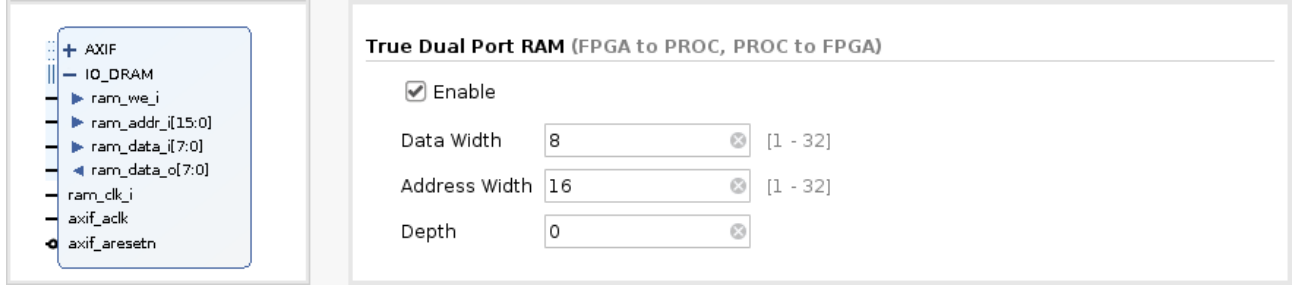 AXIF
IO_DRAM
ram_we_i
ram_addr_i[15:0]
ram_data_i[7:0]
ram_data_o[7:0]
ram_clk_i
axif_aclk
axif_aresetn
True Dual Port RAM (FPGA to PROC, PROC to FPGA)
Enable
Data Width 8 [1 - 32]
Address Width 16 [1 - 32]
Depth 0